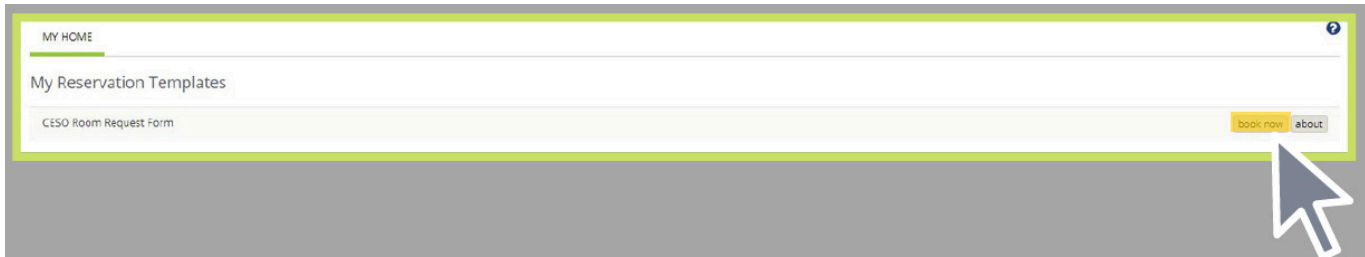 MY HOME
My Reservation Templates
CESO Room Request Form book now about